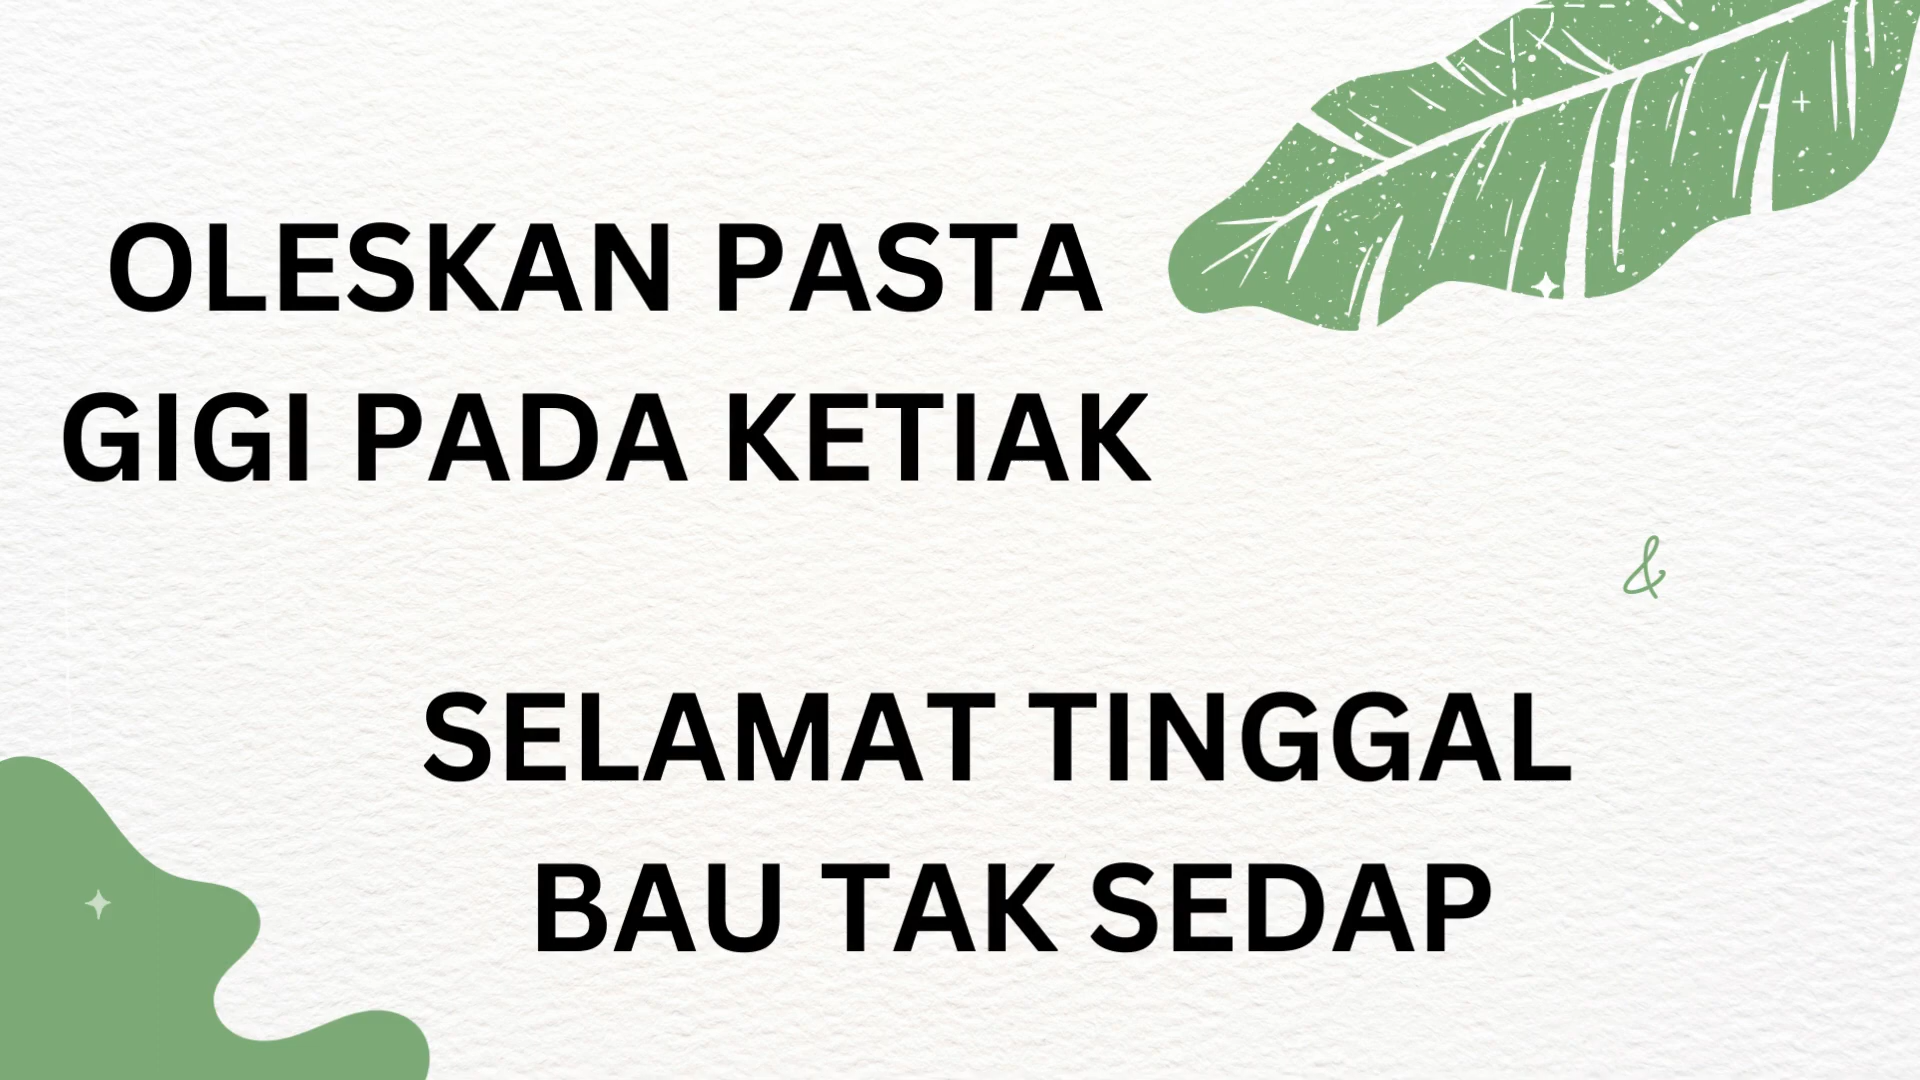 OLESKAN PASTA
GIGI PADA KETIAK
&
SELAMAT TINGGAL
BAU TAK SEDAP